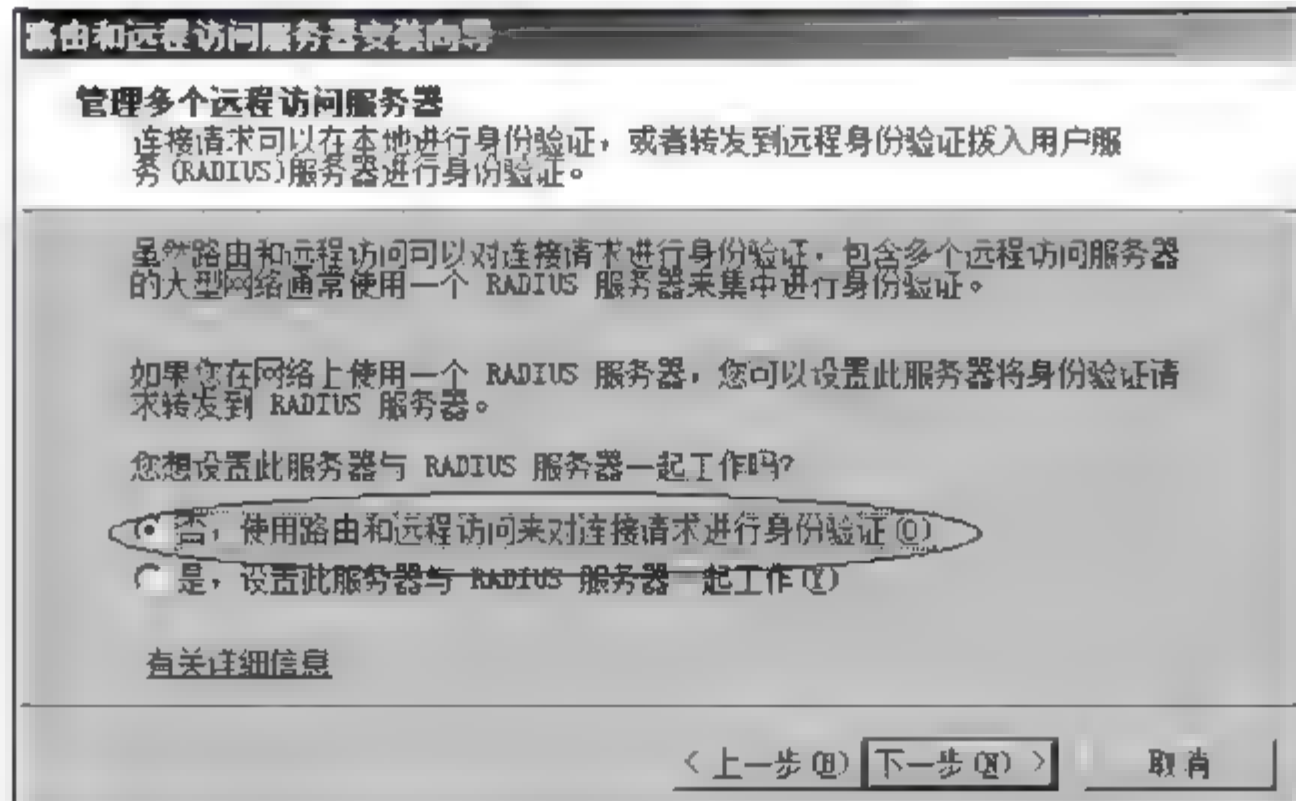 路由和远程访问服务器安装向导
管理多个远程访问服务器
连接请求可以在本地进行身份验证，或者转发到远程身份验证拨入用户服
务(RADIUS)服务器进行身份验证。
虽然路由和远程访问可以对连接请求进行身份验证，包含多个远程访问服务器
的大型网络通常使用一个 RADIUS 服务器来集中进行身份验证。
如果您在网络上使用一个 RADIUS 服务器，您可以设置此服务器将身份验证请
求转发到 RADIUS 服务器。
您想设置此服务器与 RADIUS 服务器一起工作吗?
否，使用路由和远程访问来对连接请求进行身份验证(O)
是，设置此服务器与 RADIUS 服务器一起工作(Y)
有关详细信息
< 上一步(B) 下一步(N) > 取消